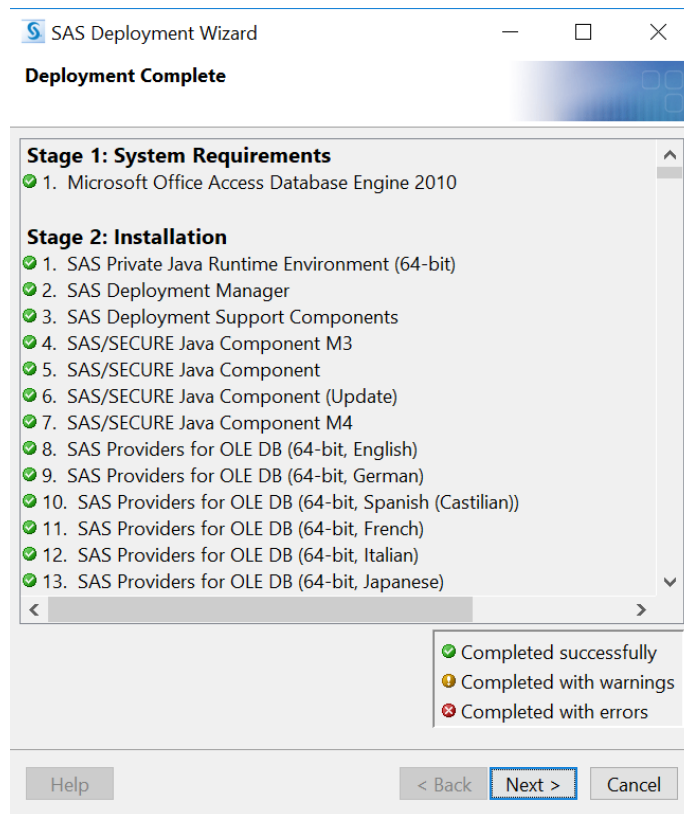 SAS Deployment Wizard
Deployment Complete
Stage 1: System Requirements
1. Microsoft Office Access Database Engine 2010
Stage 2: Installation
1. SAS Private Java Runtime Environment (64-bit)
2. SAS Deployment Manager
3. SAS Deployment Support Components
4. SAS/SECURE Java Component M3
5. SAS/SECURE Java Component
6. SAS/SECURE Java Component (Update)
7. SAS/SECURE Java Component M4
8. SAS Providers for OLE DB (64-bit, English)
9. SAS Providers for OLE DB (64-bit, German)
10. SAS Providers for OLE DB (64-bit, Spanish (Castilian))
11. SAS Providers for OLE DB (64-bit, French)
12. SAS Providers for OLE DB (64-bit, Italian)
13. SAS Providers for OLE DB (64-bit, Japanese)
Completed successfully
Completed with warnings
Completed with errors
Help < Back Next > Cancel